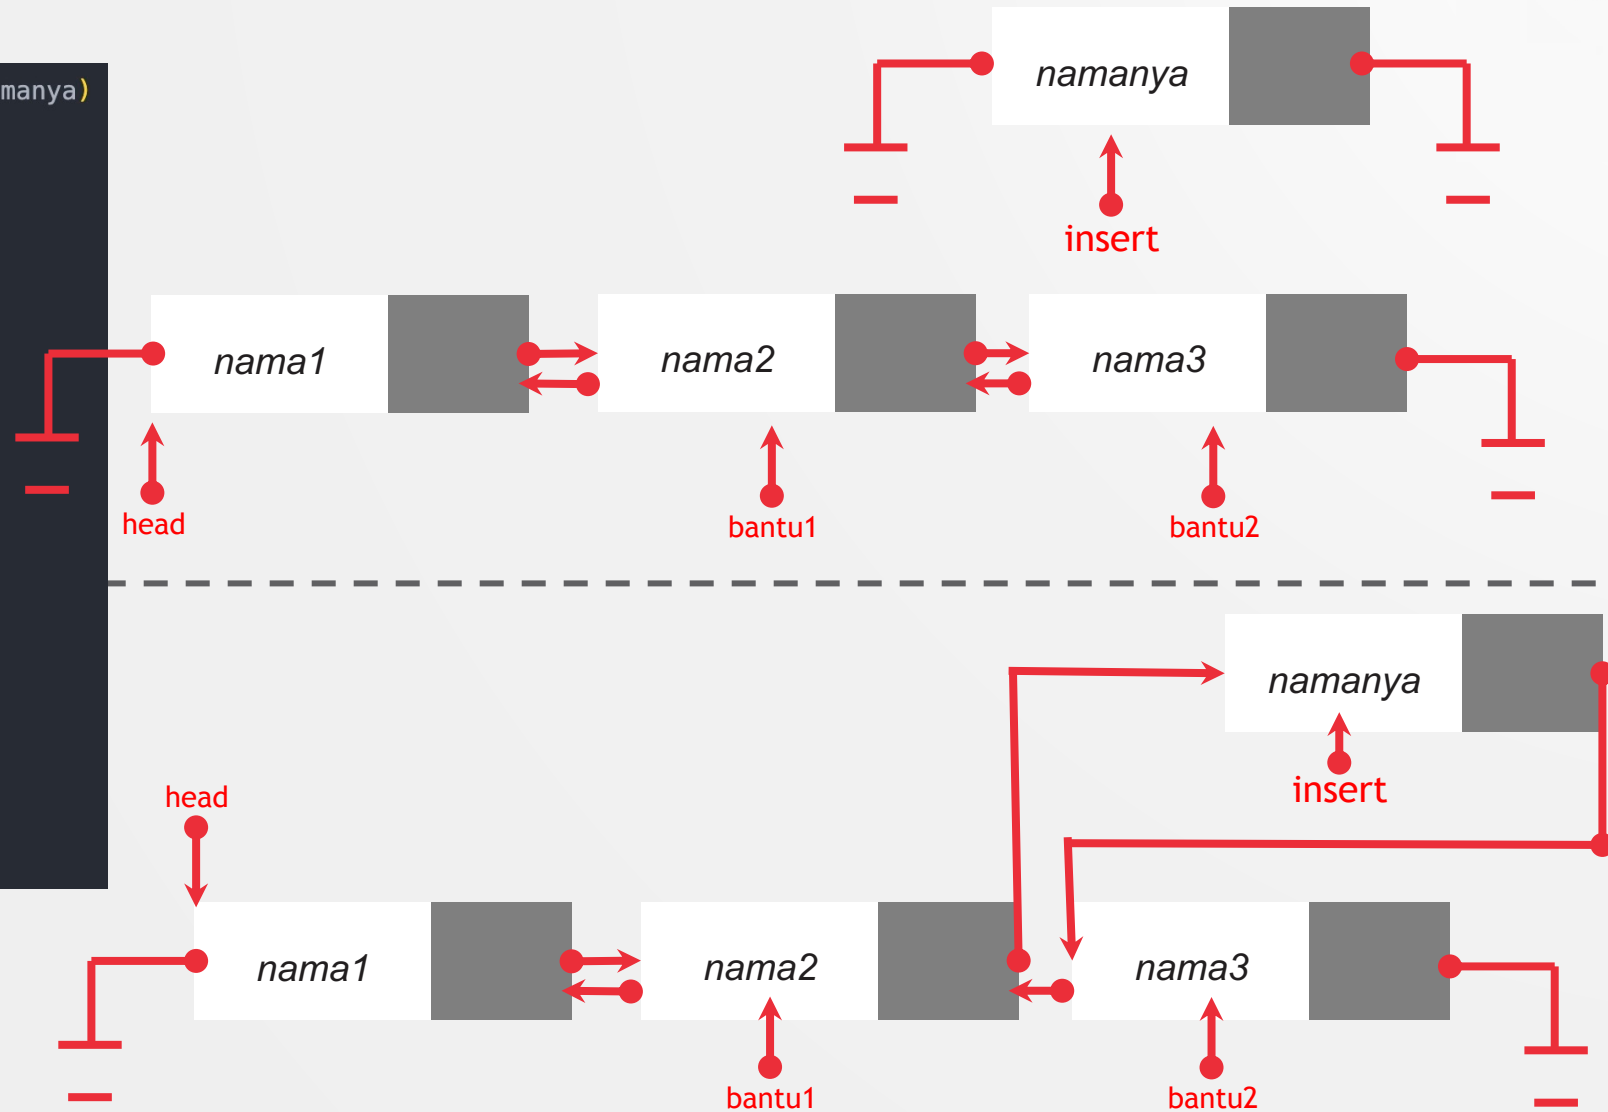 manya)
namanya
insert
nama1
nama2
nama3
head
bantu1
bantu2
namanya
insert
head
nama1
nama2
nama3
bantu1
bantu2